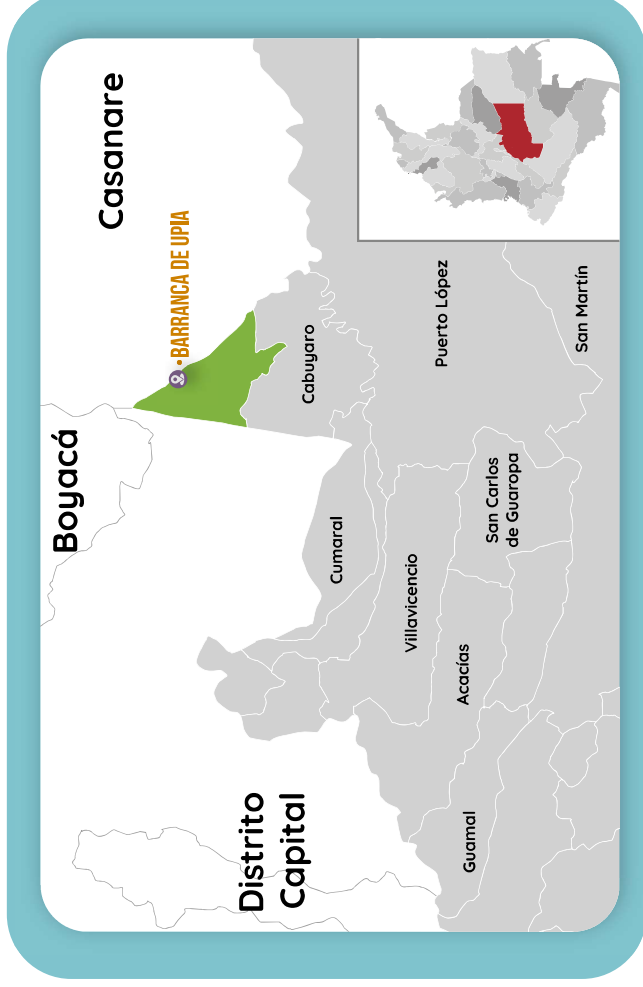 Boyacá
Casanare
• BARRANCA DE UPIA
Distrito
Capital
Cabuyaro
Cumaral
Puerto López
Villavicencio
San Carlos
de Guaropa
Acacías
San Martín
Guamal